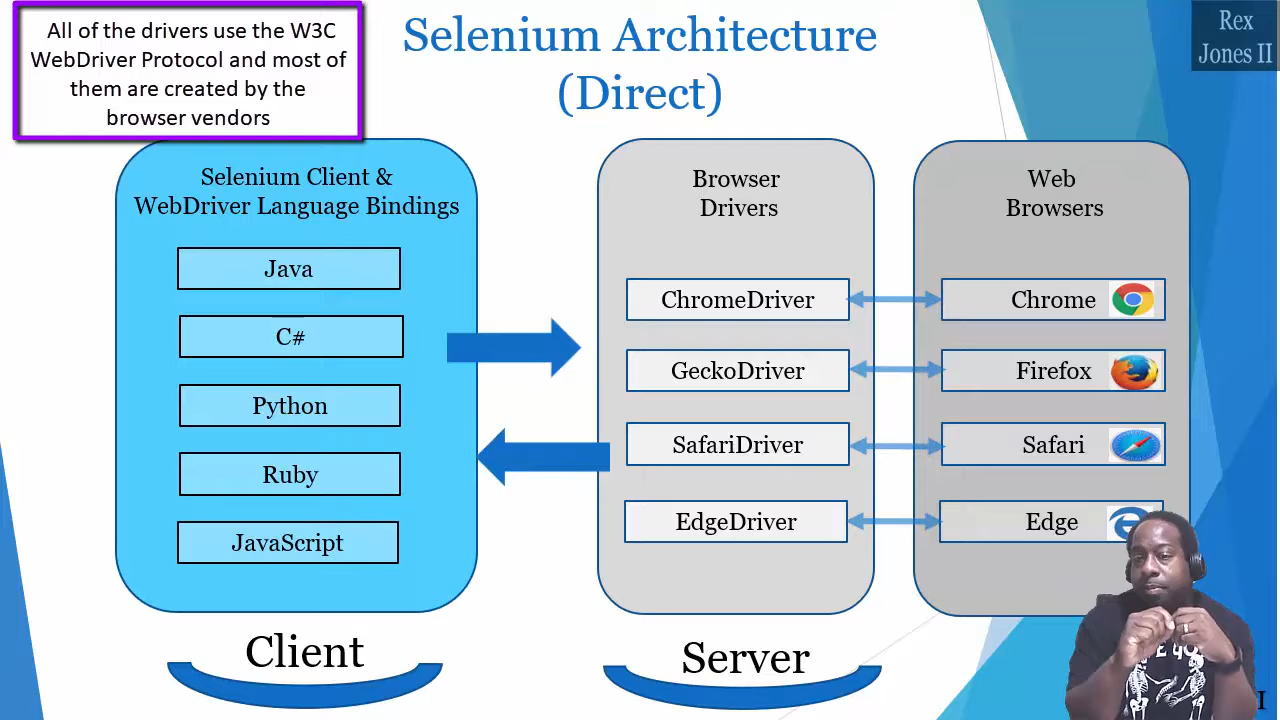 All of the drivers use the W3C
WebDriver Protocol and most of
them are created by the
browser vendors
Selenium Architecture
(Direct)
Rex
Jones II
Selenium Client &
WebDriver Language Bindings
Java
C#
Python
Ruby
JavaScript
Client
Browser
Drivers
ChromeDriver
GeckoDriver
SafariDriver
EdgeDriver
Server
Web
Browsers
Chrome
Firefox
Safari
Edge